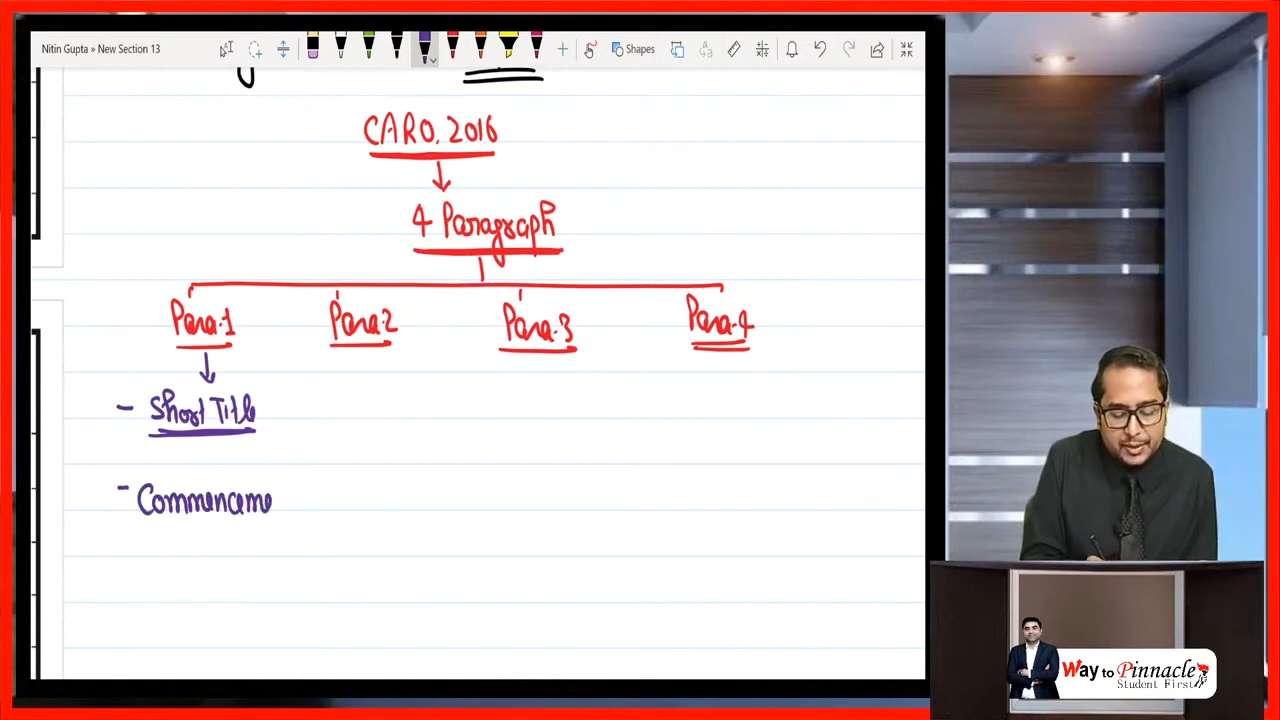 Nitin Gupta » New Section 13
Shapes
CARO. 2016
4 Paragraph
Para.1 Para.2 Para.3 Para.4
- Short Title
- Commenceme
Way to Pinnacle
Student First